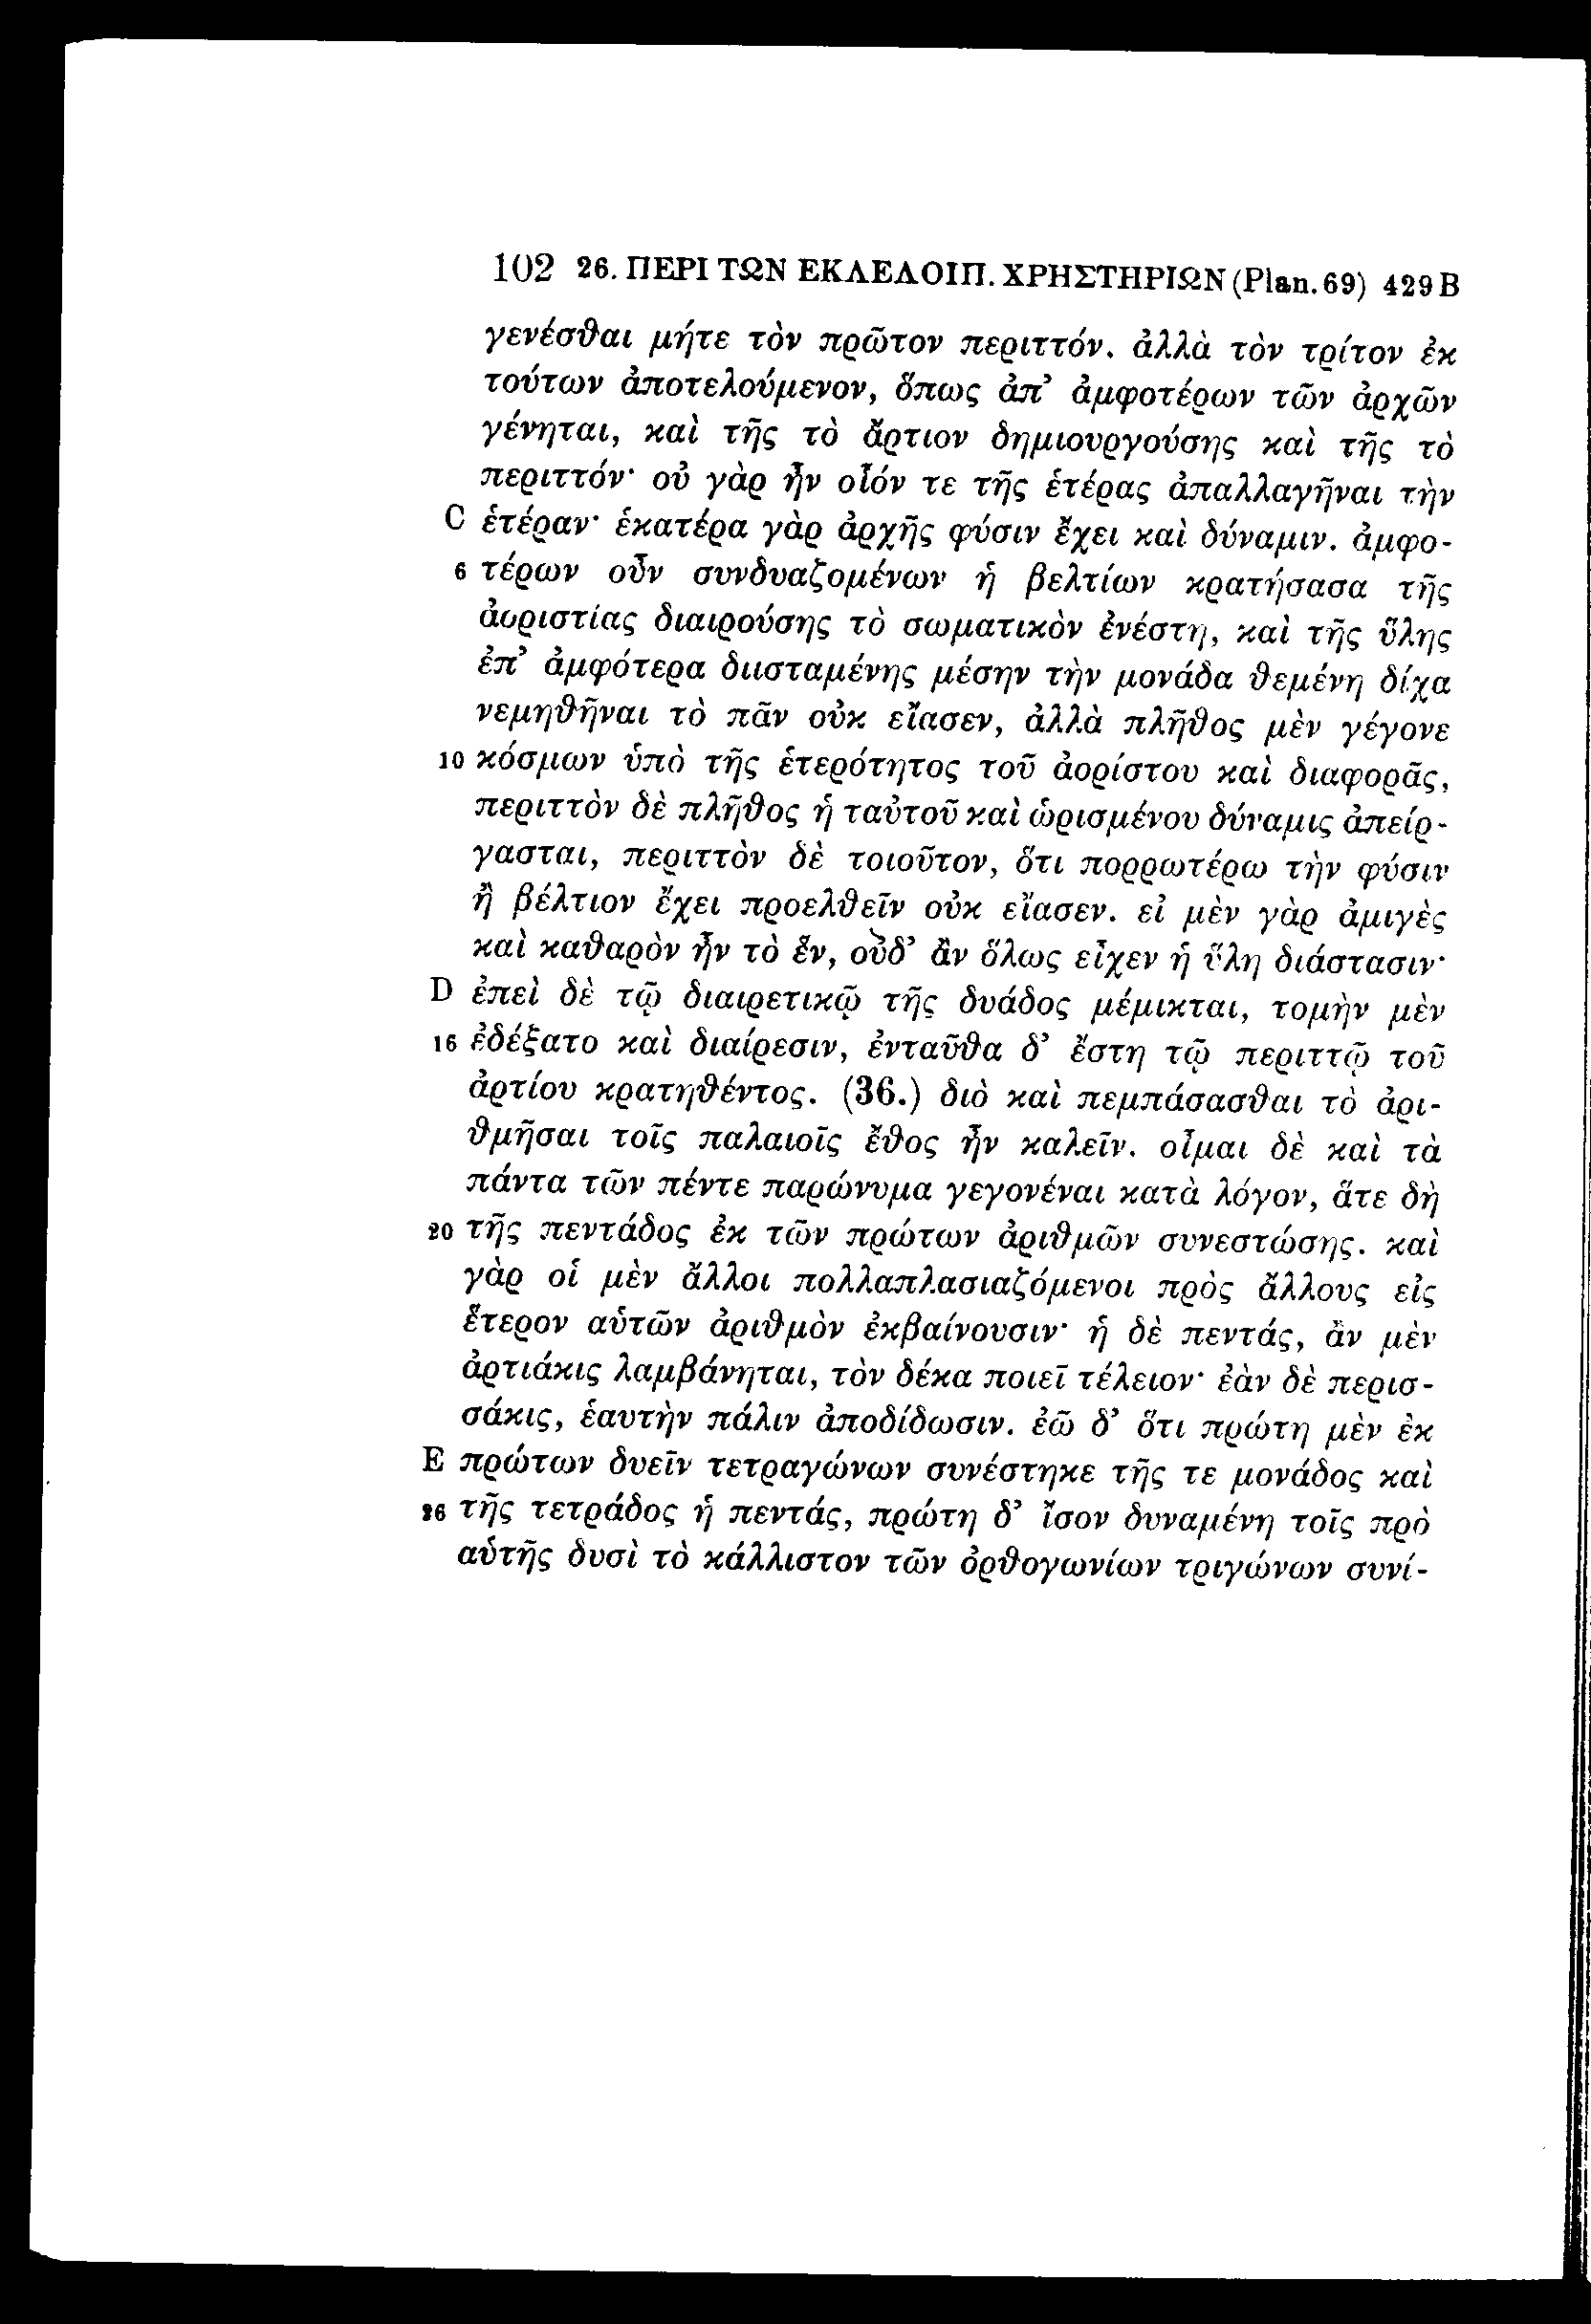 102 26. ΠΕΡΙ ΤΩΝ ΕΚΛΕΛΟΙΠ. ΧΡΗΣΤΗΡΙΩΝ (Plan. 69) 429 B
γενέσθαι μήτε τὸν πρῶτον περιττόν. ἀλλὰ τὸν τρίτον ἐκ
τούτων ἀποτελούμενον, ὅπως ἀπ’ ἀμφοτέρων τῶν ἀρχῶν
γένηται, καὶ τῆς τὸ ἄρτιον δημιουργούσης καὶ τῆς τὸ
περιττόν· οὐ γὰρ ἦν οἷόν τε τῆς ἑτέρας ἀπαλλαγῆναι τὴν
C ἑτέραν· ἑκατέρα γὰρ ἀρχῆς φύσιν ἔχει καὶ δύναμιν. ἀμφο-
6 τέρων οὖν συνδυαζομένων ἡ βελτίων κρατήσασα τῆς
ἀοριστίας διαιρούσης τὸ σωματικὸν ἐνέστη, καὶ τῆς ὕλης
ἐπ’ ἀμφότερα διισταμένης μέσην τὴν μονάδα θεμένη δίχα
νεμηθῆναι τὸ πᾶν οὐκ εἴασεν, ἀλλὰ πλῆθος μὲν γέγονε
10 κόσμων ὑπὸ τῆς ἑτερότητος τοῦ ἀορίστου καὶ διαφορᾶς,
περιττὸν δὲ πλῆθος ἡ ταὐτοῦ καὶ ὡρισμένου δύναμις ἀπείρ-
γασται, περιττὸν δὲ τοιοῦτον, ὅτι πορρωτέρω τὴν φύσιν
ἢ βέλτιον ἔχει προελθεῖν οὐκ εἴασεν. εἰ μὲν γὰρ ἀμιγὲς
καὶ καθαρὸν ἦν τὸ ἕν, οὐδ’ ἂν ὅλως εἶχεν ἡ ὕλη διάστασιν·
D ἐπεὶ δὲ τῷ διαιρετικῷ τῆς δυάδος μέμικται, τομὴν μὲν
16 ἐδέξατο καὶ διαίρεσιν, ἐνταῦθα δ’ ἔστη τῷ περιττῷ τοῦ
ἀρτίου κρατηθέντος. (36.) διὸ καὶ πεμπάσασθαι τὸ ἀρι-
θμῆσαι τοῖς παλαιοῖς ἔθος ἦν καλεῖν. οἶμαι δὲ καὶ τὰ
πάντα τῶν πέντε παρώνυμα γεγονέναι κατὰ λόγον, ἅτε δὴ
20 τῆς πεντάδος ἐκ τῶν πρώτων ἀριθμῶν συνεστώσης. καὶ
γὰρ οἱ μὲν ἄλλοι πολλαπλασιαζόμενοι πρὸς ἄλλους εἰς
ἕτερον αὑτῶν ἀριθμὸν ἐκβαίνουσιν· ἡ δὲ πεντάς, ἂν μὲν
ἀρτιάκις λαμβάνηται, τὸν δέκα ποιεῖ τέλειον· ἐὰν δὲ περισ-
σάκις, ἑαυτὴν πάλιν ἀποδίδωσιν. ἐῶ δ’ ὅτι πρώτη μὲν ἐκ
E πρώτων δυεῖν τετραγώνων συνέστηκε τῆς τε μονάδος καὶ
26 τῆς τετράδος ἡ πεντάς, πρώτη δ’ ἴσον δυναμένη τοῖς πρὸ
αὑτῆς δυσὶ τὸ κάλλιστον τῶν ὀρθογωνίων τριγώνων συνί-